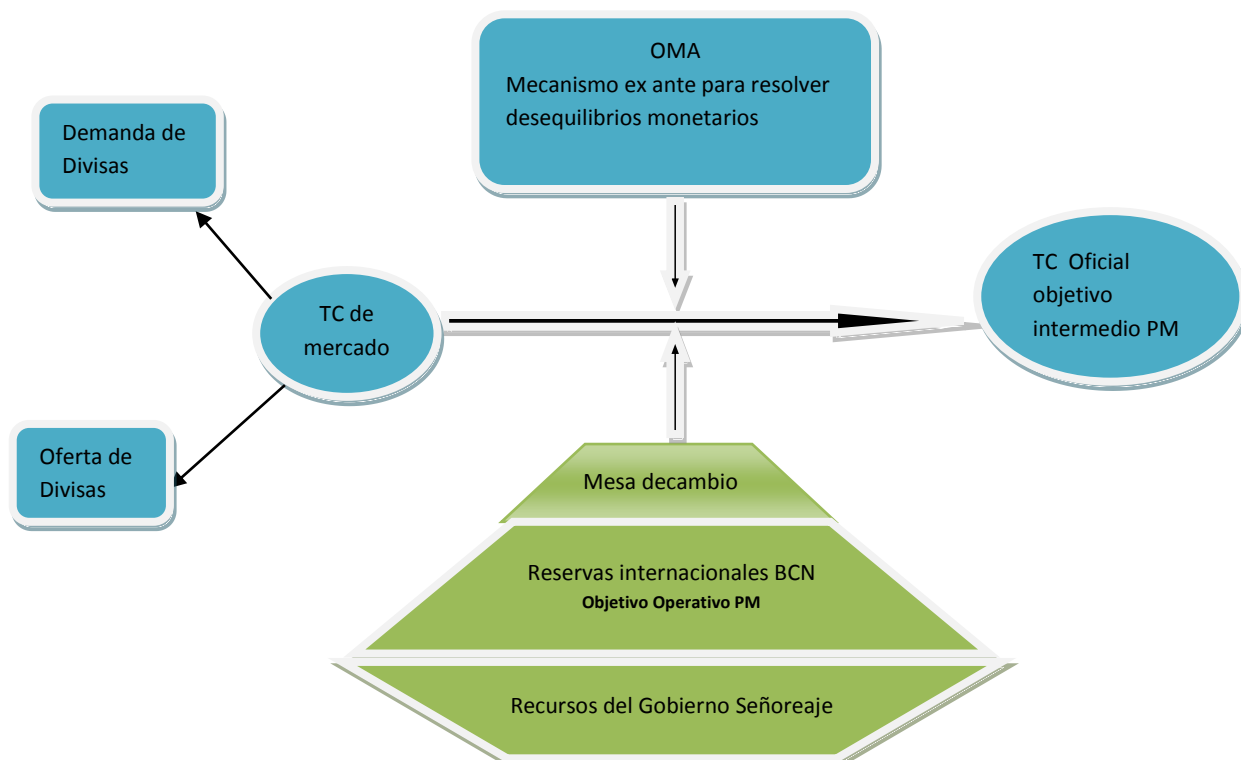 OMA
Mecanismo ex ante para resolver
desequilibrios monetarios
Demanda de
Divisas
TC de
mercado
TC Oficial
objetivo
intermedio PM
Oferta de
Divisas
Mesa decambio
Reservas internacionales BCN
Objetivo Operativo PM
Recursos del Gobierno Señoreaje